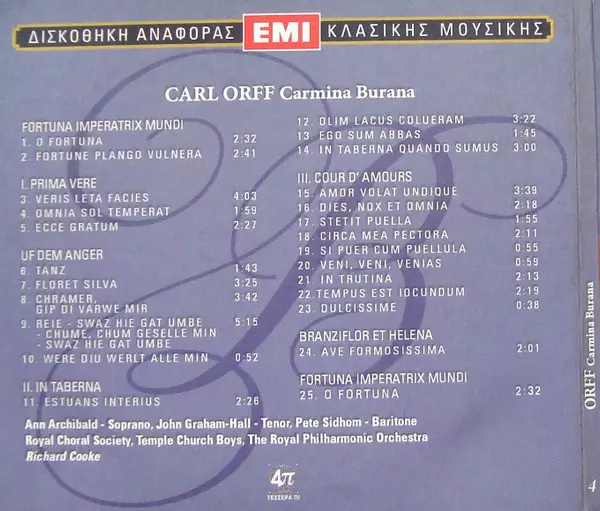 ΔΙΣΚΟΘΗΚΗ ΑΝΑΦΟΡΑΣ EMI ΚΛΑΣΙΚΗΣ ΜΟΥΣΙΚΗΣ
CARL ORFF Carmina Burana
FORTUNA IMPERATRIX MUNDI
1. O FORTUNA 2:32
2. FORTUNE PLANGO VULNERA 2:41
I. PRIMA VERE
3. VERIS LETA FACIES 4:03
4. OMNIA SOL TEMPERAT 1:59
5. ECCE GRATUM 2:27
UF DEM ANGER
6. TANZ 1:43
7. FLORET SILVA 3:25
8. CHRAMER, 3:42
GIP DI VARWE MIR
9. REIE - SWAZ HIE GAT UMBE 5:15
- CHUME, CHUM GESELLE MIN
- SWAZ HIE GAT UMBE
10. WERE DIU WERLT ALLE MIN 0:52
II. IN TABERNA
11. ESTUANS INTERIUS 2:26
12. OLIM LACUS COLUERAM 3:22
13. EGO SUM ABBAS 1:45
14. IN TABERNA QUANDO SUMUS 3:00
III. COUR D' AMOURS
15. AMOR VOLAT UNDIQUE 3:39
16. DIES, NOX ET OMNIA 2:18
17. STETIT PUELLA 1:55
18. CIRCA MEA PECTORA 2:11
19. SI PUER CUM PUELLULA 0:55
20. VENI, VENI, VENIAS 0:59
21. IN TRUTINA 2:13
22. TEMPUS EST IOCUNDUM 2:19
23. DULCISSIME 0:38
BRANZIFLOR ET HELENA
24. AVE FORMOSISSIMA 2:01
FORTUNA IMPERATRIX MUNDI
25. O FORTUNA 2:32
Ann Archibald - Soprano, John Graham-Hall - Tenor, Pete Sidhom - Baritone
Royal Choral Society, Temple Church Boys, The Royal Philharmonic Orchestra
Richard Cooke
4π
ΤΕΣΣΕΡΑ ΠΙ
ORFF Carmina Burana
4